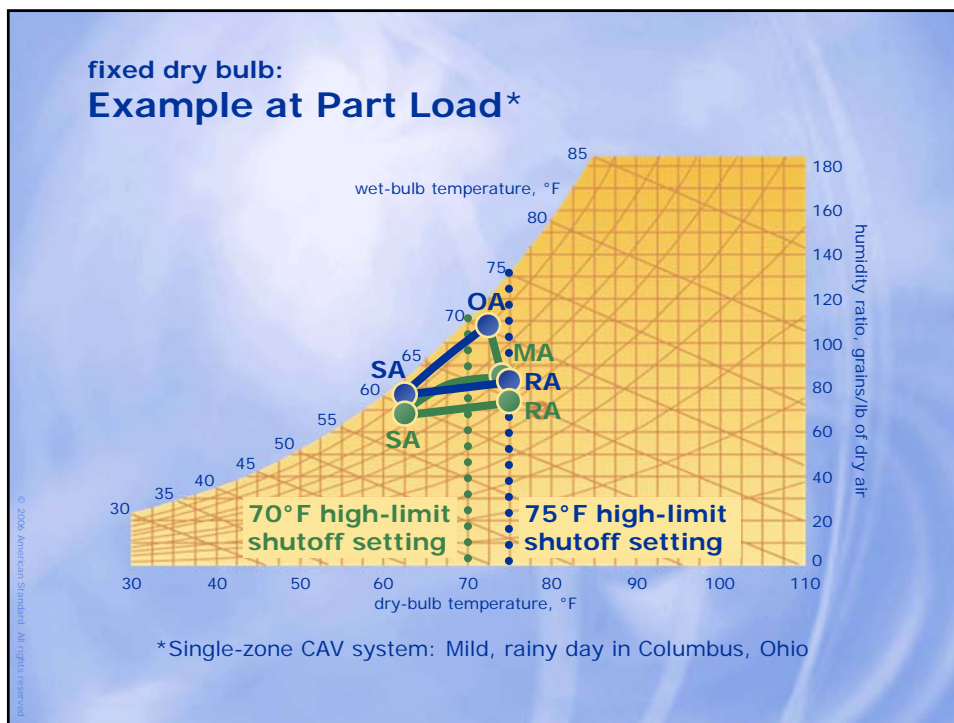 fixed dry bulb:
Example at Part Load*
85
180
wet-bulb temperature, °F
160
80
140
75
120
OA
70
100
MA
65
SA
80
60
RA
RA
60
55
SA
50
45
40
40
35
30
20
70°F high-limit
shutoff setting
75°F high-limit
shutoff setting
0
humidity ratio, grains/lb of dry air
30
40
50
60
70
80
90
100
110
dry-bulb temperature, °F
*Single-zone CAV system: Mild, rainy day in Columbus, Ohio
© 2006 American Standard All rights reserved